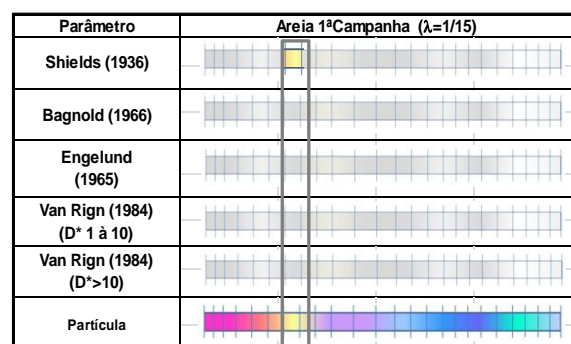 Parâmetro Areia 1ªCampanha (λ=1/15)
Shields (1936)
Bagnold (1966)
Engelund
(1965)
Van Rign (1984)
(D* 1 à 10)
Van Rign (1984)
(D*>10)
Partícula